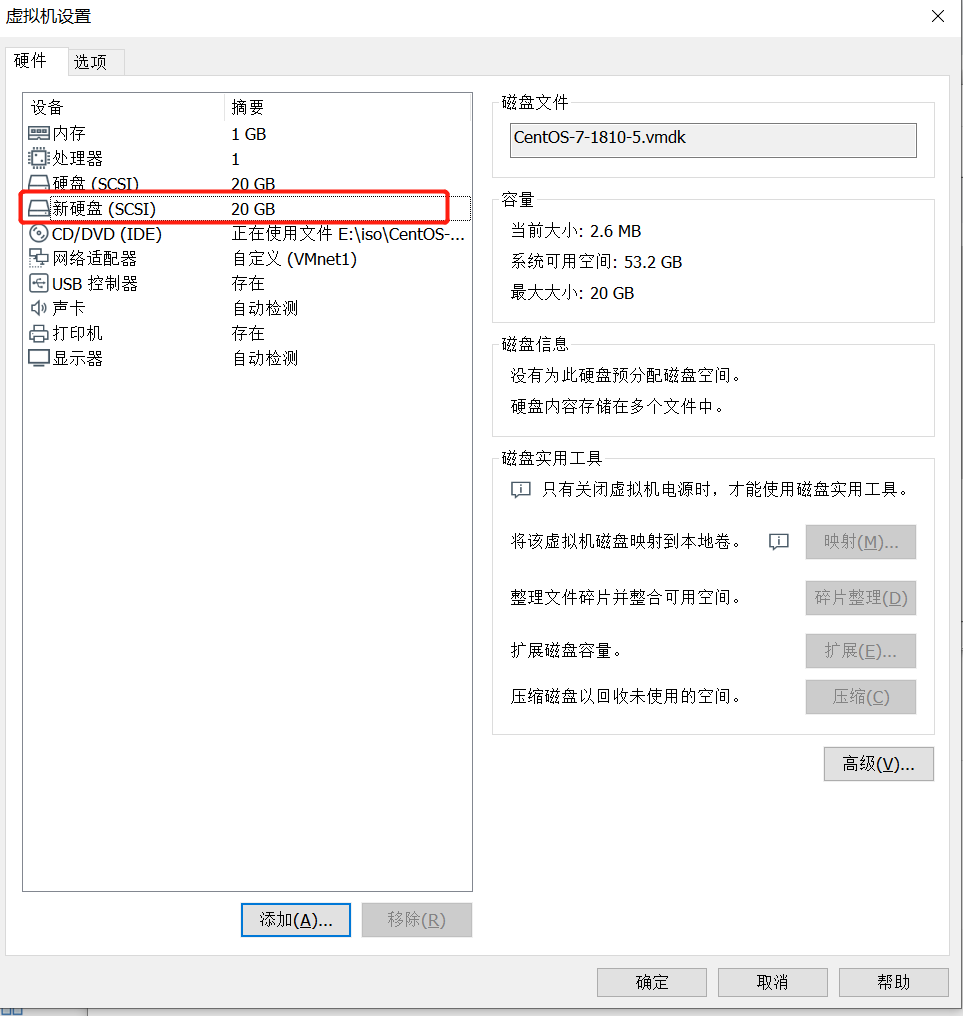 虚拟机设置
硬件 选项
设备 摘要
内存 1 GB
处理器 1
硬盘 (SCSI) 20 GB
新硬盘 (SCSI) 20 GB
CD/DVD (IDE) 正在使用文件 E:\iso\CentOS-...
网络适配器 自定义 (VMnet1)
USB 控制器 存在
声卡 自动检测
打印机 存在
显示器 自动检测
添加(A)... 移除(R)
磁盘文件
CentOS-7-1810-5.vmdk
容量
当前大小: 2.6 MB
系统可用空间: 53.2 GB
最大大小: 20 GB
磁盘信息
没有为此硬盘预分配磁盘空间。
硬盘内容存储在多个文件中。
磁盘实用工具
只有关闭虚拟机电源时，才能使用磁盘实用工具。
将该虚拟机磁盘映射到本地卷。 映射(M)...
整理文件碎片并整合可用空间。 碎片整理(D)
扩展磁盘容量。 扩展(E)...
压缩磁盘以回收未使用的空间。 压缩(C)
高级(V)...
确定 取消 帮助